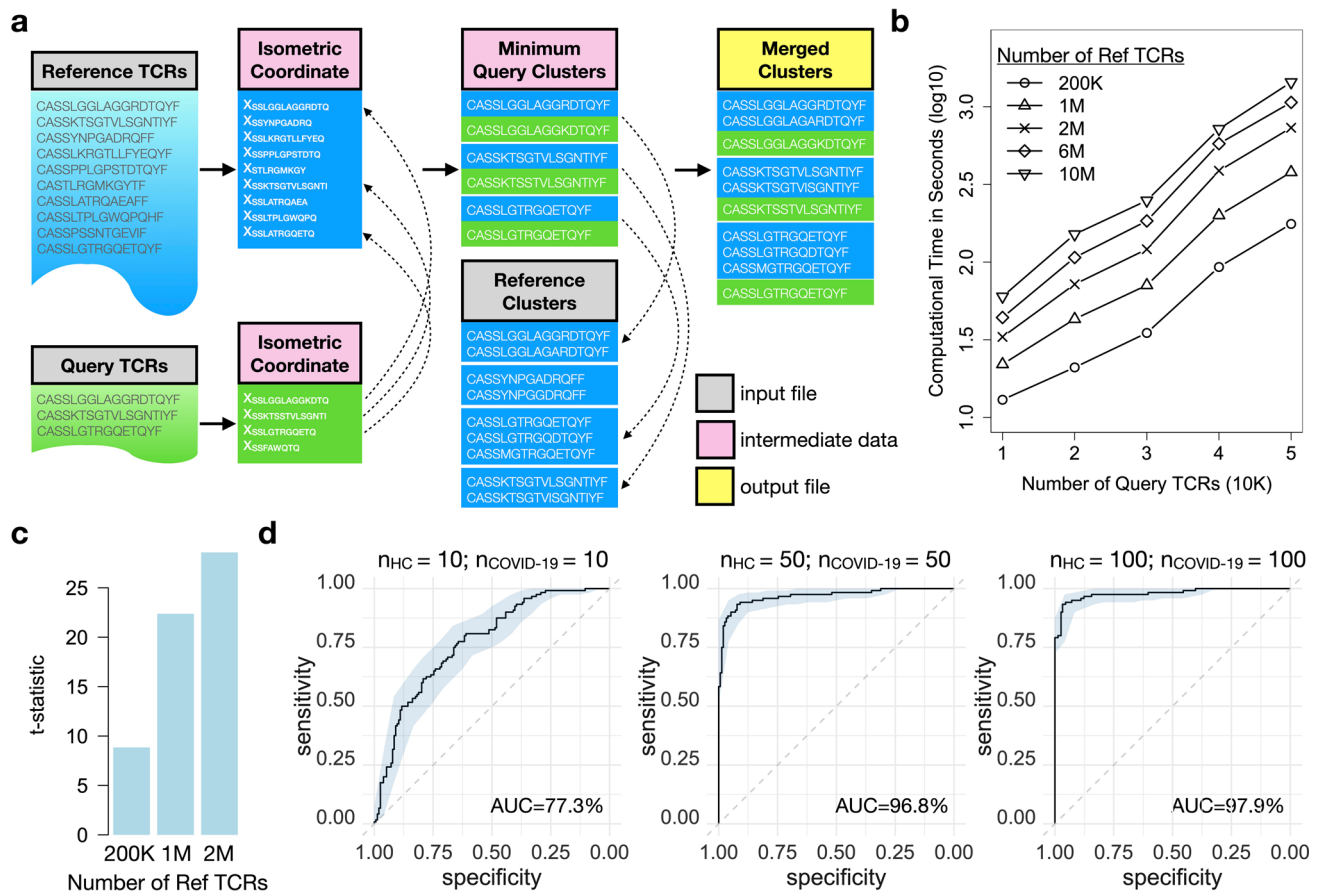 a
Reference TCRs
CASSLGGLAGGRDTQYF
CASSKTSGTVLSGNTIYF
CASSYNPGADRQFF
CASSLKRGTLLFYEQYF
CASSPPLGPSTDTQYF
CASTLRGMKGYTF
CASSLATRQAEAFF
CASSLTPLGWQPQHF
CASSPSSNTGEVIF
CASSLGTRGQETQYF
Query TCRs
CASSLGGLAGGRDTQYF
CASSKTSGTVLSGNTIYF
CASSLGTRGQETQYF
Isometric
Coordinate
XSSLGGLAGGRDTQ
XSSYNPGADRQ
XSSLKRGTLLFYEQ
XSSPPLGPSTDTQ
XSTLRGMKGY
XSSKTSGTVLSGNTI
XSSLATRQAEA
XSSLTPLGWQPQ
XSSLATRGQETQ
Isometric
Coordinate
XSSLGGLAGGKDTQ
XSSKTSSTVLSGNTI
XSSLGTRGQETQ
XSSFAWQTQ
Minimum
Query Clusters
CASSLGGLAGGRDTQYF
CASSLGGLAGGKDTQYF
CASSKTSGTVLSGNTIYF
CASSKTSSTVLSGNTIYF
CASSLGTRGQETQYF
CASSLGTRGQETQYF
Reference
Clusters
CASSLGGLAGGRDTQYF
CASSLGGLAGARDTQYF
CASSYNPGADRQFF
CASSYNPGGDRQFF
CASSLGTRGQETQYF
CASSLGTRGQDTQYF
CASSMGTRGQETQYF
CASSKTSGTVLSGNTIYF
CASSKTSGTVISGNTIYF
Merged
Clusters
CASSLGGLAGGRDTQYF
CASSLGGLAGARDTQYF
CASSLGGLAGGKDTQYF
CASSKTSGTVLSGNTIYF
CASSKTSGTVISGNTIYF
CASSKTSSTVLSGNTIYF
CASSLGTRGQETQYF
CASSLGTRGQDTQYF
CASSMGTRGQETQYF
CASSLGTRGQETQYF
input file
intermediate data
output file
b
Number of Ref TCRs
200K
1M
2M
6M
10M
Computational Time in Seconds (log10)
3.0
2.5
2.0
1.5
1.0
1 2 3 4 5
Number of Query TCRs (10K)
c
t-statistic
25
20
15
10
5
0
200K 1M 2M
Number of Ref TCRs
d
nHC = 10; nCOVID-19 = 10
sensitivity
1.00
0.75
0.50
0.25
0.00
AUC=77.3%
1.00 0.75 0.50 0.25 0.00
specificity
nHC = 50; nCOVID-19 = 50
sensitivity
1.00
0.75
0.50
0.25
0.00
AUC=96.8%
1.00 0.75 0.50 0.25 0.00
specificity
nHC = 100; nCOVID-19 = 100
sensitivity
1.00
0.75
0.50
0.25
0.00
AUC=97.9%
1.00 0.75 0.50 0.25 0.00
specificity